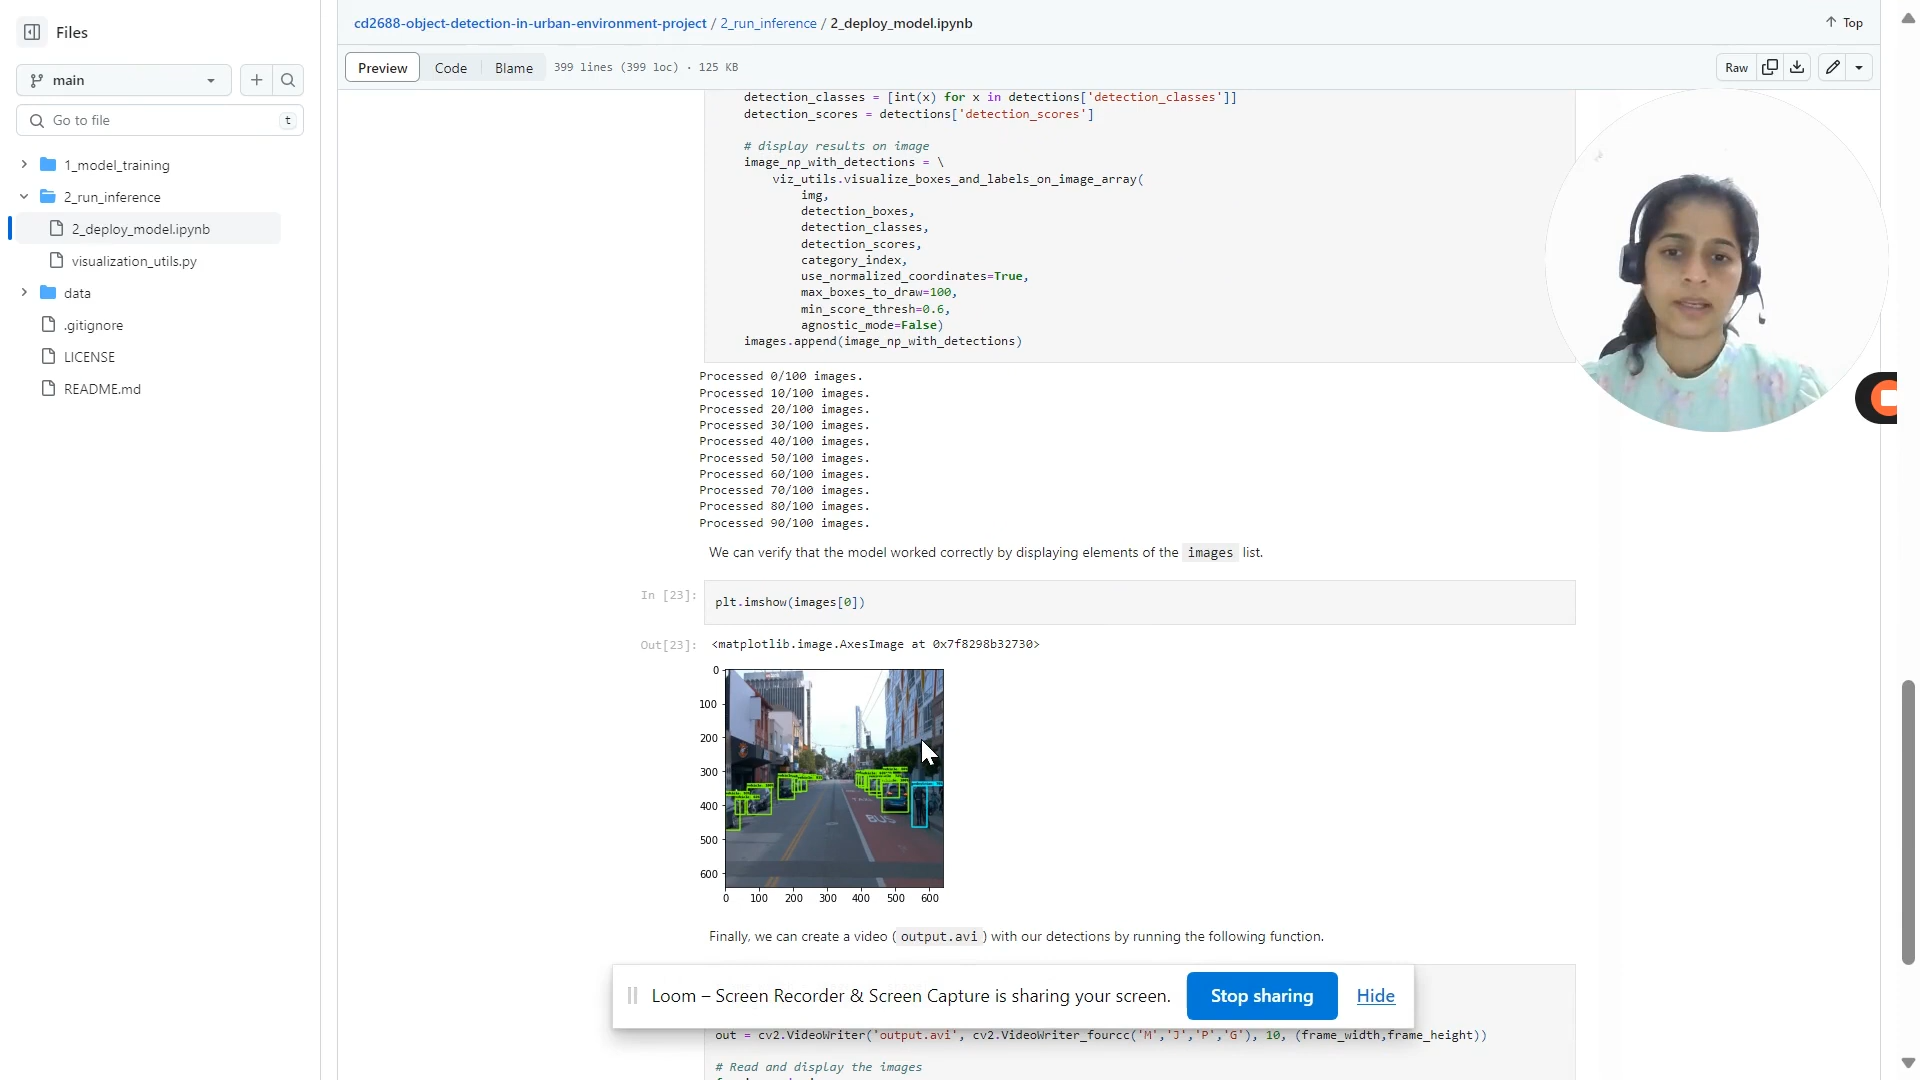 Files
main
Go to file
t
1_model_training
2_run_inference
2_deploy_model.ipynb
visualization_utils.py
data
.gitignore
LICENSE
README.md
cd2688-object-detection-in-urban-environment-project / 2_run_inference / 2_deploy_model.ipynb
Top
Preview
Code
Blame
399 lines (399 loc) · 125 KB
Raw
detection_classes = [int(x) for x in detections['detection_classes']]
detection_scores = detections['detection_scores']
# display results on image
image_np_with_detections = \
viz_utils.visualize_boxes_and_labels_on_image_array(
img,
detection_boxes,
detection_classes,
detection_scores,
category_index,
use_normalized_coordinates=True,
max_boxes_to_draw=100,
min_score_thresh=0.6,
agnostic_mode=False)
images.append(image_np_with_detections)
Processed 0/100 images.
Processed 10/100 images.
Processed 20/100 images.
Processed 30/100 images.
Processed 40/100 images.
Processed 50/100 images.
Processed 60/100 images.
Processed 70/100 images.
Processed 80/100 images.
Processed 90/100 images.
We can verify that the model worked correctly by displaying elements of the images list.
In [23]:
plt.imshow(images[0])
Out[23]:
<matplotlib.image.AxesImage at 0x7f8298b32730>
0
100
200
300
400
500
600
BUS
0 100 200 300 400 500 600
Finally, we can create a video ( output.avi ) with our detections by running the following function.
Loom – Screen Recorder & Screen Capture is sharing your screen.
Stop sharing
Hide
out = cv2.VideoWriter('output.avi', cv2.VideoWriter_fourcc('M','J','P','G'), 10, (frame_width,frame_height))
# Read and display the images